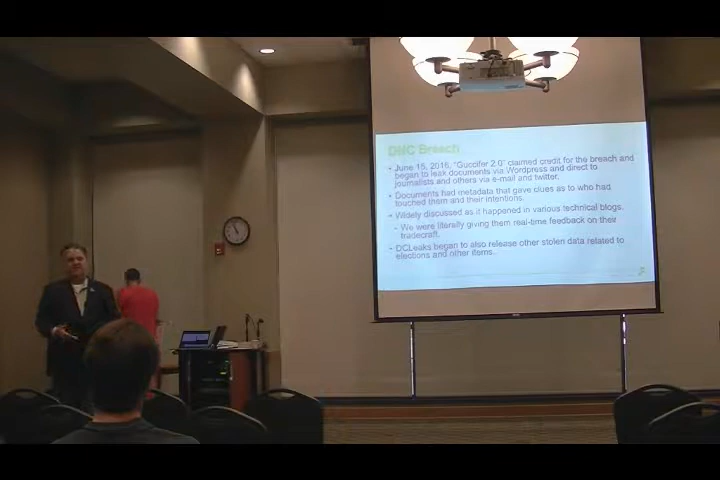 DNC Breach
• June 15, 2016, "Guccifer 2.0" claimed credit for the breach and
began to leak documents via Wordpress and direct to
journalists and others via e-mail and twitter.
• Documents had metadata that gave clues as to who had
touched them and their intentions.
• Widely discussed as it happened in various technical blogs.
– We were literally giving them real-time feedback on their
tradecraft.
• DCLeaks began to also release other stolen data related to
elections and other items.